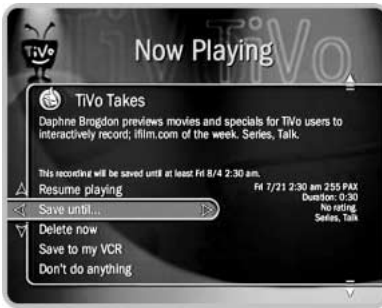 TiVo
TiVo
Now Playing
TiVo Takes
Daphne Brogdon previews movies and specials for TiVo users to
interactively record; ifilm.com of the week. Series, Talk.
This recording will be saved until at least Fri 8/4 2:30 am.
Resume playing
Fri 7/21 2:30 am 255 PAX
Duration: 0:30
Save until...
No rating.
Series, Talk
Delete now
Save to my VCR
Don't do anything